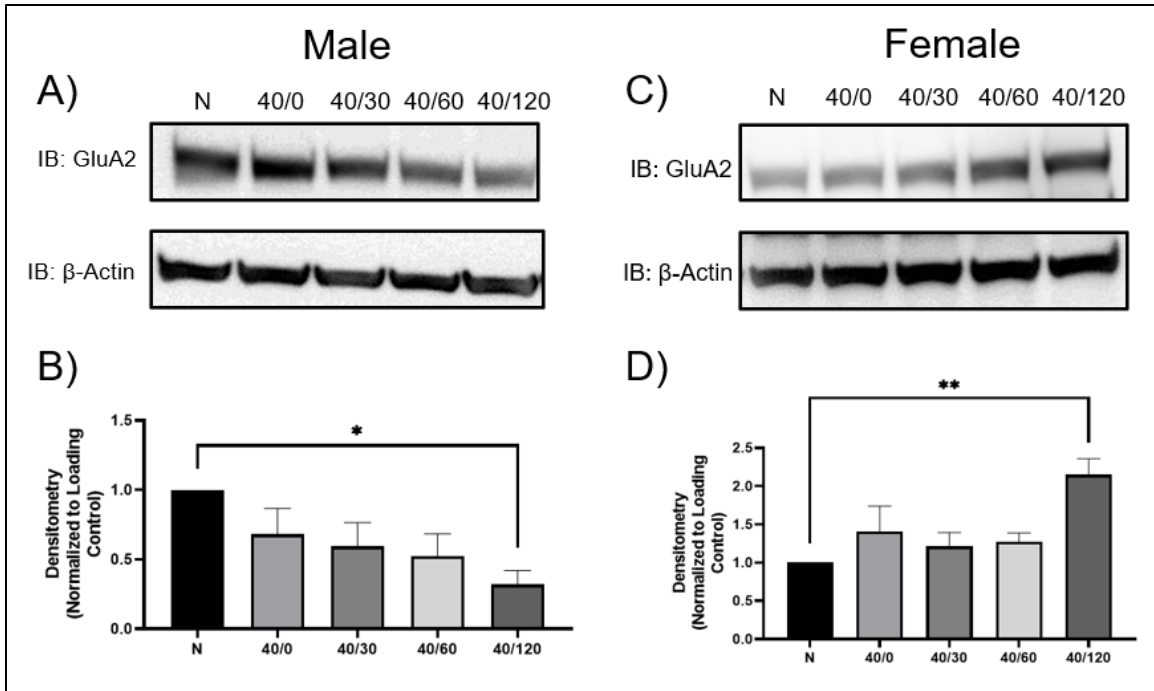 Male
A)
N 40/0 40/30 40/60 40/120
IB: GluA2
IB: β-Actin
B)
Densitometry
(Normalized to Loading
Control)
1.5
1.0
0.5
0.0
*
N 40/0 40/30 40/60 40/120
Female
C)
N 40/0 40/30 40/60 40/120
IB: GluA2
IB: β-Actin
D)
Densitometry
(Normalized to Loading
Control)
2.5
2.0
1.5
1.0
0.5
0.0
**
N 40/0 40/30 40/60 40/120